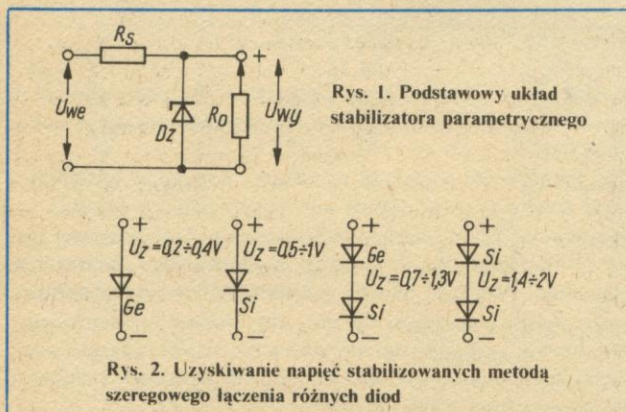 Rs
+
Uwe
Dz
Ro
Uwy
Rys. 1. Podstawowy układ
stabilizatora parametrycznego
+
Uz=0,2÷0,4V
Ge
−
+
Uz=0,5÷1V
Si
−
+
Ge
Uz=0,7÷1,3V
Si
−
+
Si
Uz=1,4÷2V
Si
−
Rys. 2. Uzyskiwanie napięć stabilizowanych metodą
szeregowego łączenia różnych diod